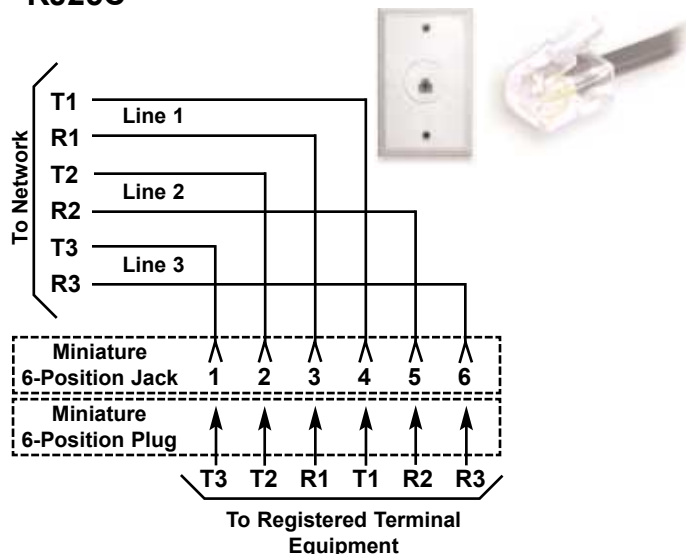 T1
Line 1
R1
T2
Line 2
R2
T3
Line 3
R3
To Network
Miniature
6-Position Jack 1 2 3 4 5 6
Miniature
6-Position Plug
T3 T2 R1 T1 R2 R3
To Registered Terminal
Equipment